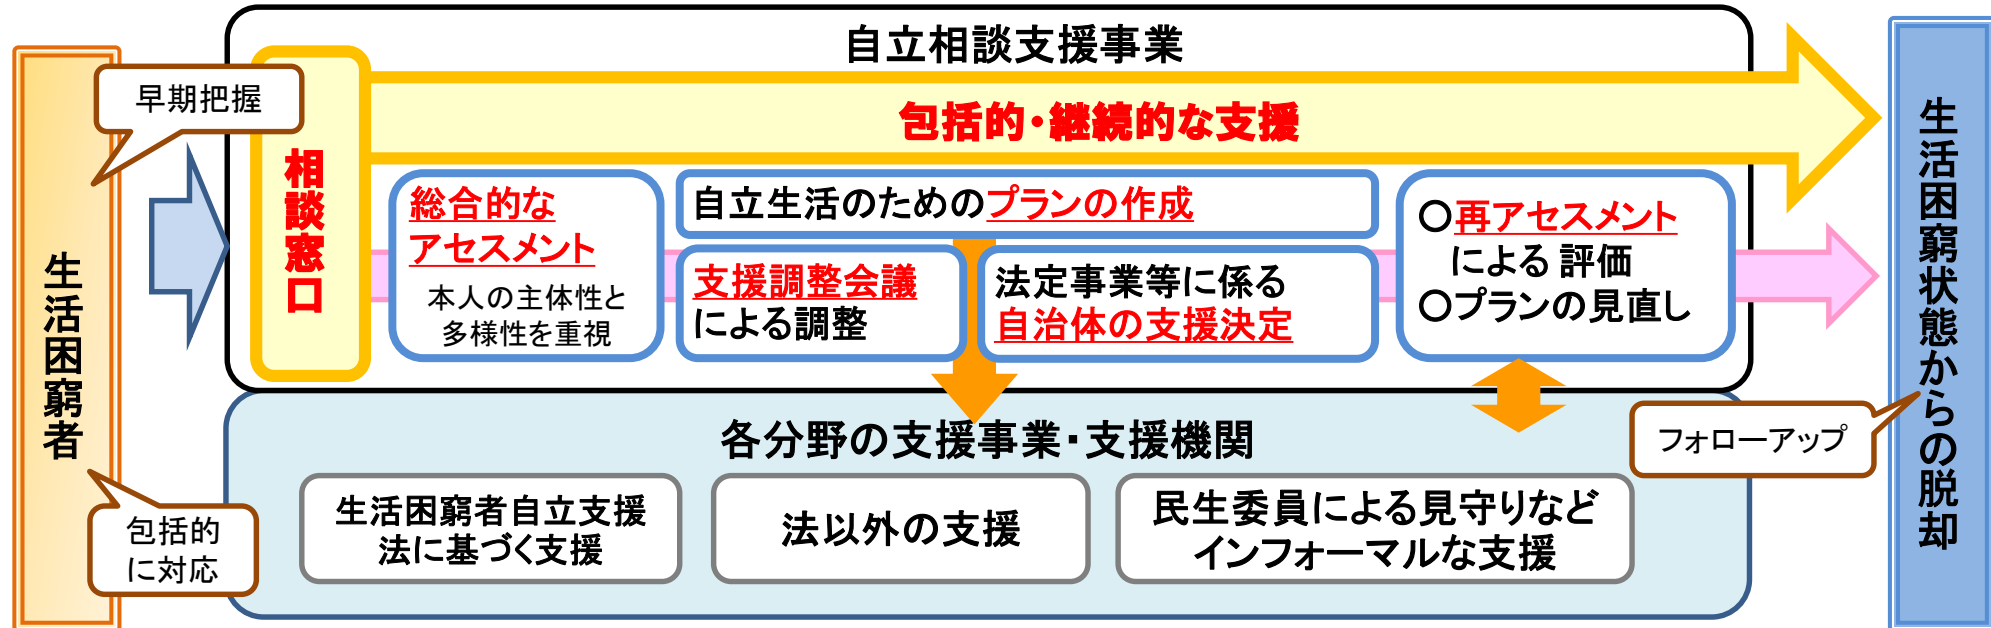 自立相談支援事業
早期把握
包括的・継続的な支援
生活困窮者
相談窓口
総合的な
アセスメント
本人の主体性と
多様性を重視
自立生活のためのプランの作成
支援調整会議
による調整
法定事業等に係る
自治体の支援決定
○再アセスメント
による 評価
○プランの見直し
生活困窮状態からの脱却
フォローアップ
包括的
に対応
各分野の支援事業・支援機関
生活困窮者自立支援
法に基づく支援
法以外の支援
民生委員による見守りなど
インフォーマルな支援